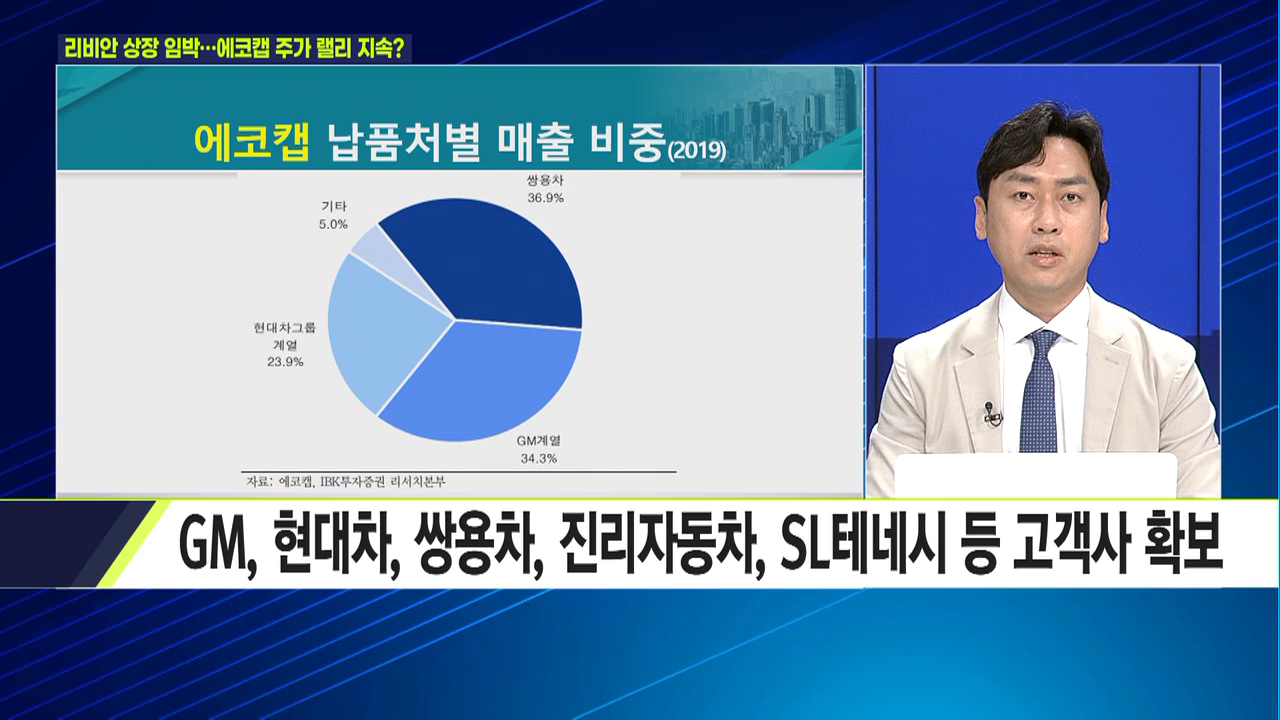 리비안 상장 임박…에코캡 주가 랠리 지속?
에코캡 납품처별 매출 비중(2019)
쌍용차
36.9%
기타
5.0%
현대차그룹
계열
23.9%
GM계열
34.3%
자료: 에코캡, IBK투자증권 리서치본부
GM, 현대차, 쌍용차, 진리자동차, SL테네시 등 고객사 확보